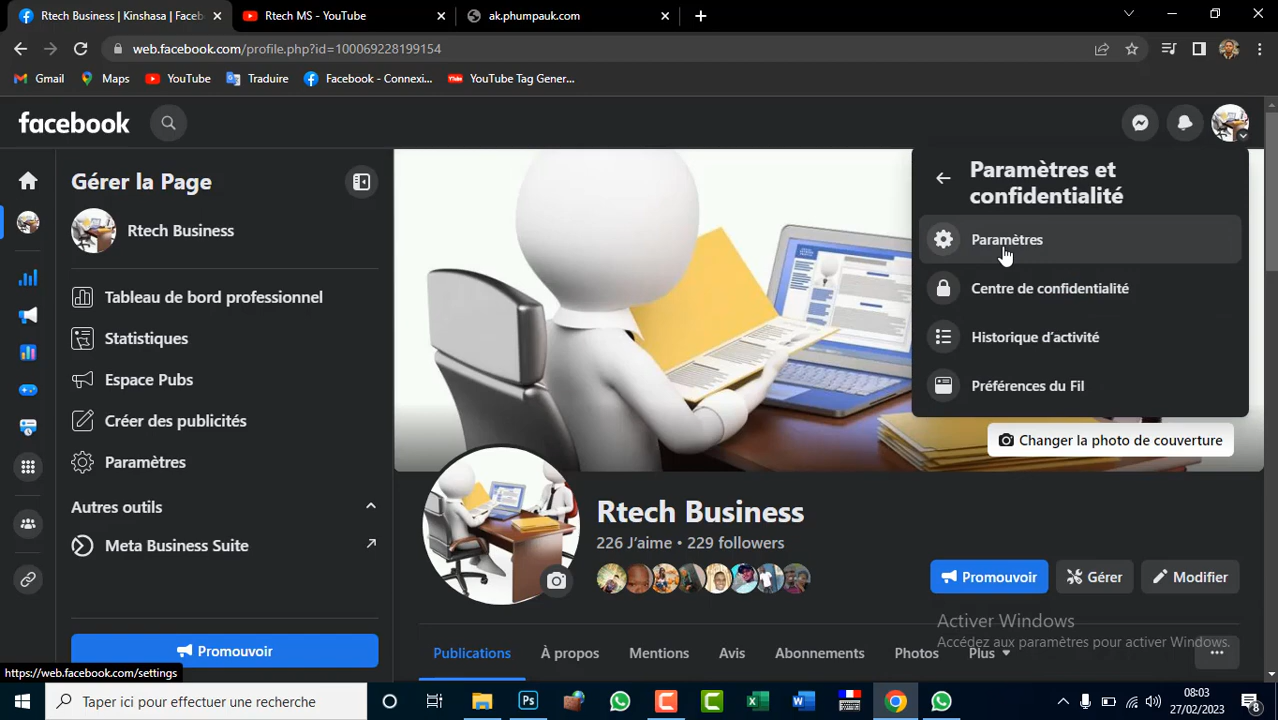 Rtech Business | Kinshasa | Faceb
Rtech MS - YouTube
ak.phumpauk.com
web.facebook.com/profile.php?id=100069228199154
Gmail
Maps
YouTube
Traduire
Facebook - Connexi...
YouTube Tag Gener...
facebook
Gérer la Page
Rtech Business
Tableau de bord professionnel
Statistiques
Espace Pubs
Créer des publicités
Paramètres
Autres outils
Meta Business Suite
Promouvoir
https://web.facebook.com/settings
Paramètres et
confidentialité
Paramètres
Centre de confidentialité
Historique d’activité
Préférences du Fil
Changer la photo de couverture
Rtech Business
226 J’aime • 229 followers
Promouvoir
Gérer
Modifier
Activer Windows
Accédez aux paramètres pour activer Windows.
Publications
À propos
Mentions
Avis
Abonnements
Photos
Plus
Taper ici pour effectuer une recherche
08:03
27/02/2023
8